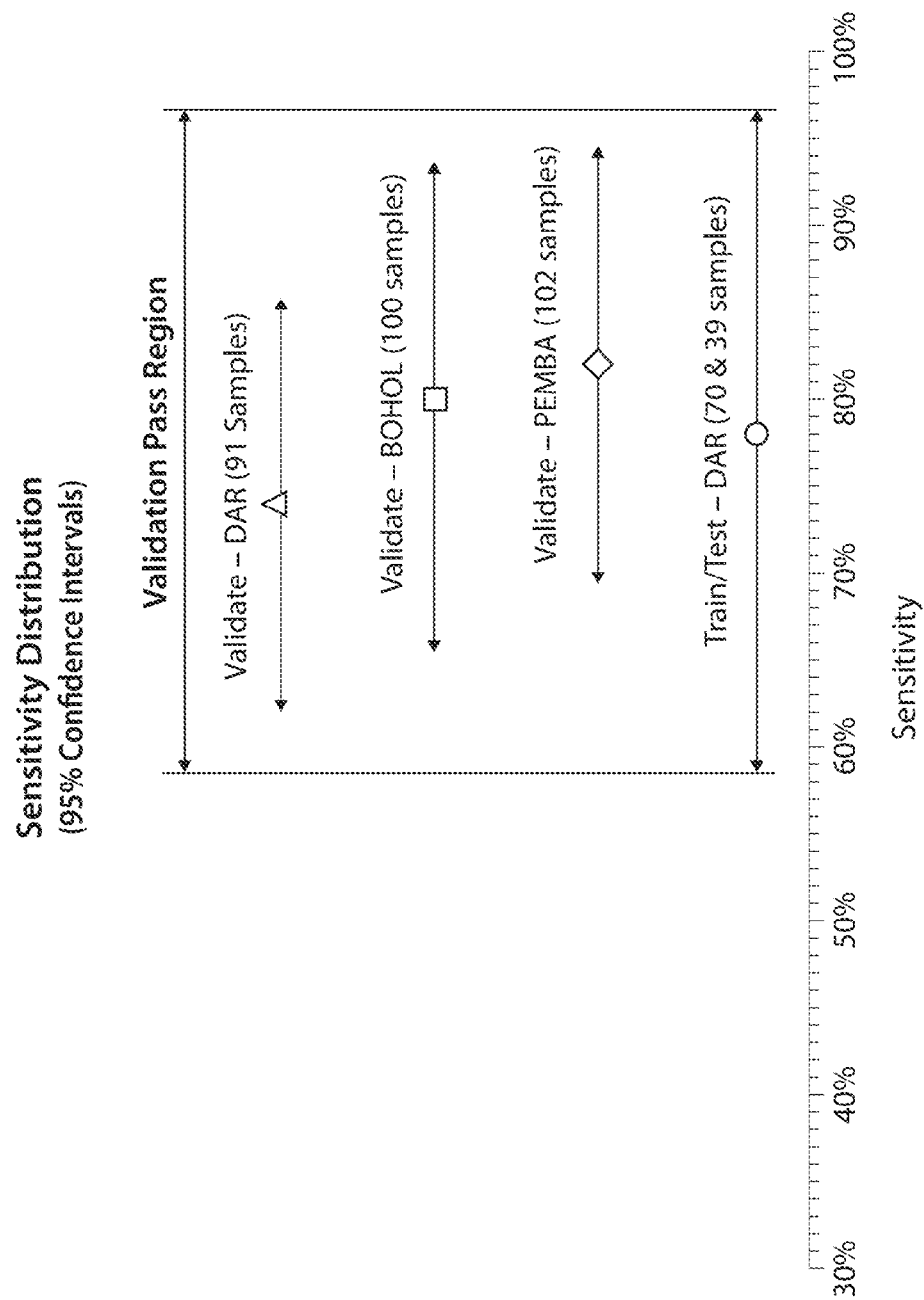 Sensitivity Distribution
(95% Confidence Intervals)
Validation Pass Region
Validate – DAR (91 Samples)
Validate – BOHOL (100 samples)
Validate – PEMBA (102 samples)
Train/Test – DAR (70 & 39 samples)
30% 40% 50% 60% 70% 80% 90% 100%
Sensitivity